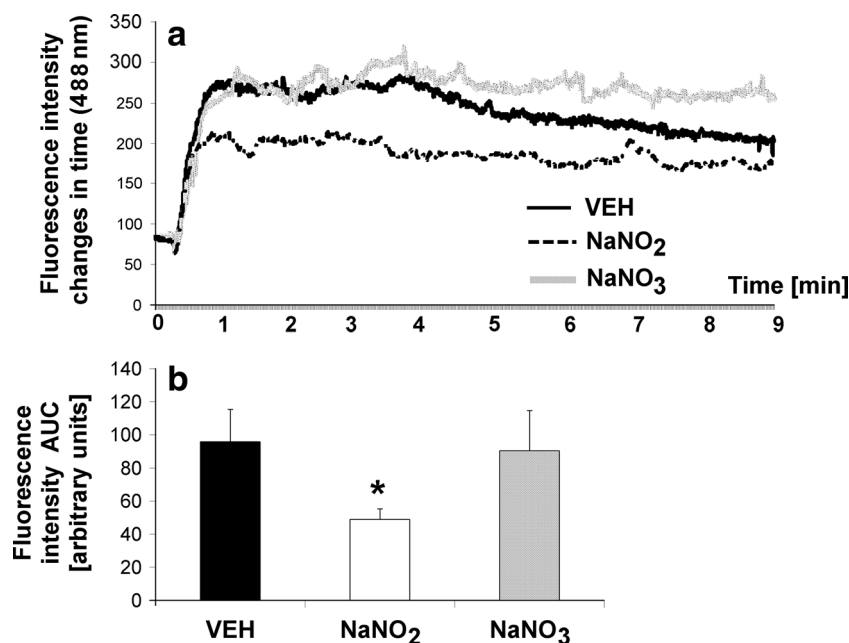 a
Fluorescence intensity
changes in time (488 nm)
350
300
250
200
150
100
50
0
VEH
NaNO₂
NaNO₃
Time [min]
0 1 2 3 4 5 6 7 8 9
b
Fluorescence
intensity AUC
[arbitrary units]
140
120
100
80
60
40
20
0
*
VEH NaNO₂ NaNO₃